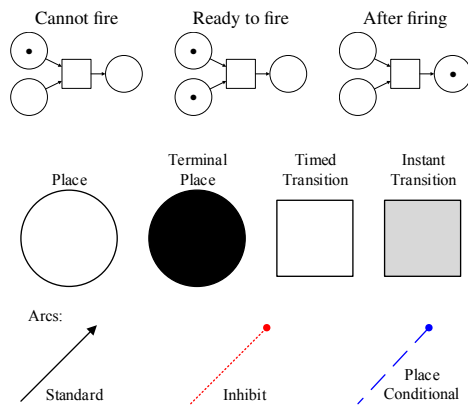 Cannot fire
Ready to fire
After firing
Place
Terminal
Place
Timed
Transition
Instant
Transition
Arcs:
Standard
Inhibit
Place
Conditional